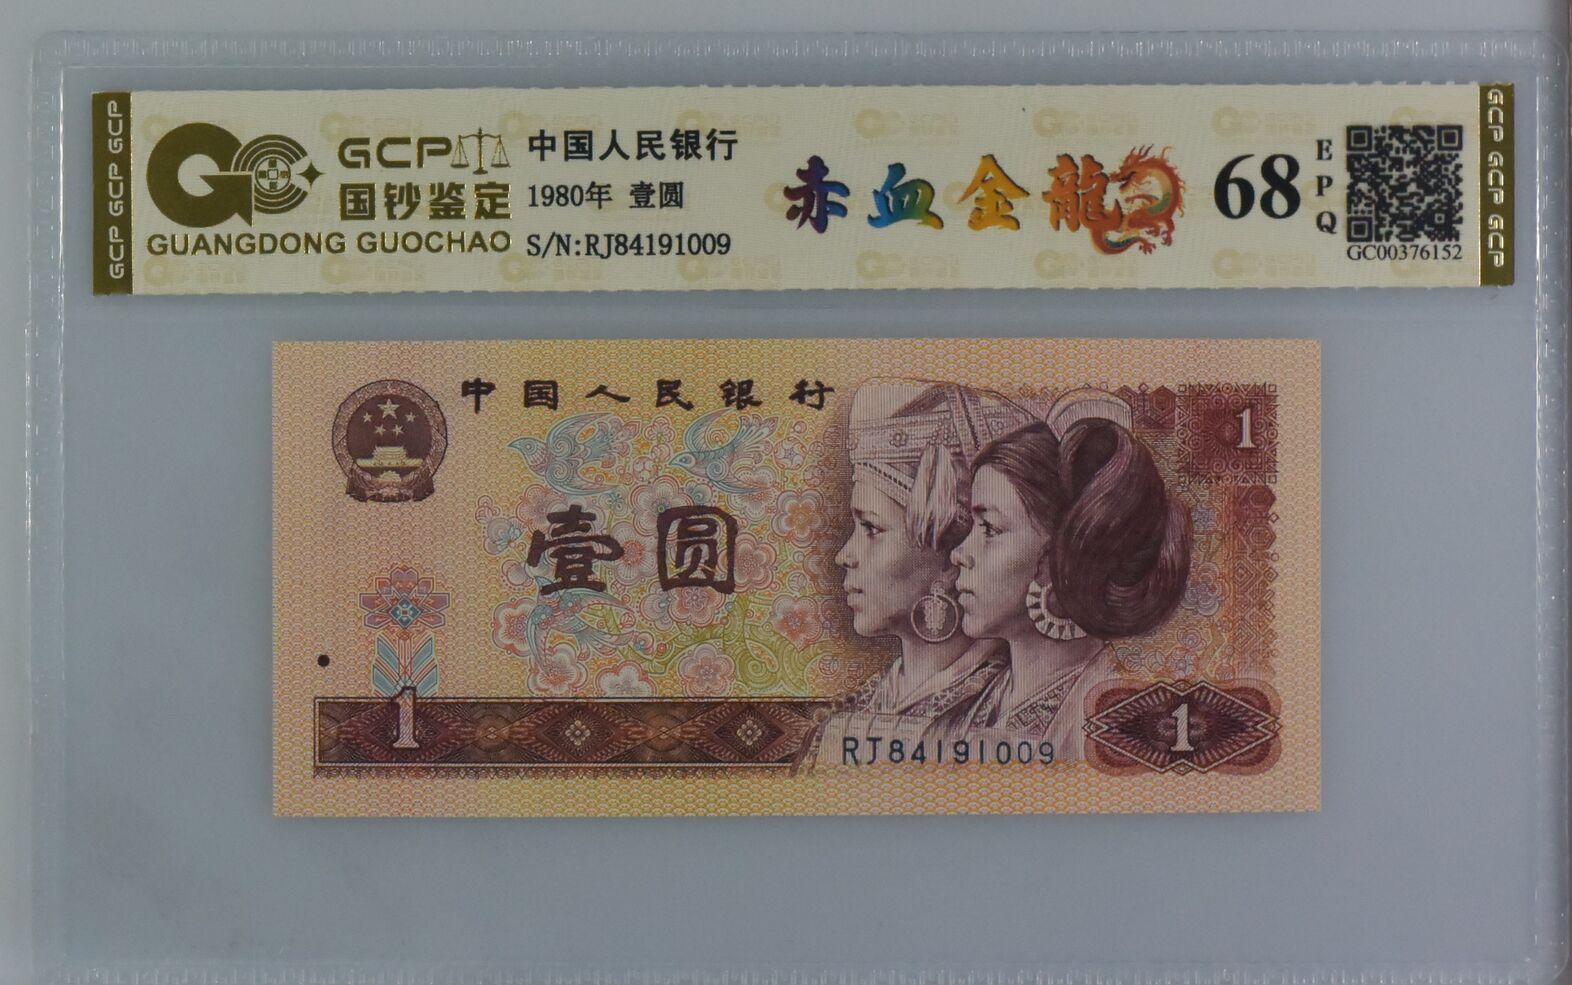 GCP GCP GCP
GCP
国钞鉴定
GUANGDONG GUOCHAO
中国人民银行
1980年 壹圆
S/N:RJ84191009
赤血金龍
68
EPQ
GC00376152
GCP GCP GCP
中国人民银行
1
壹圆
1
1
RJ84191009